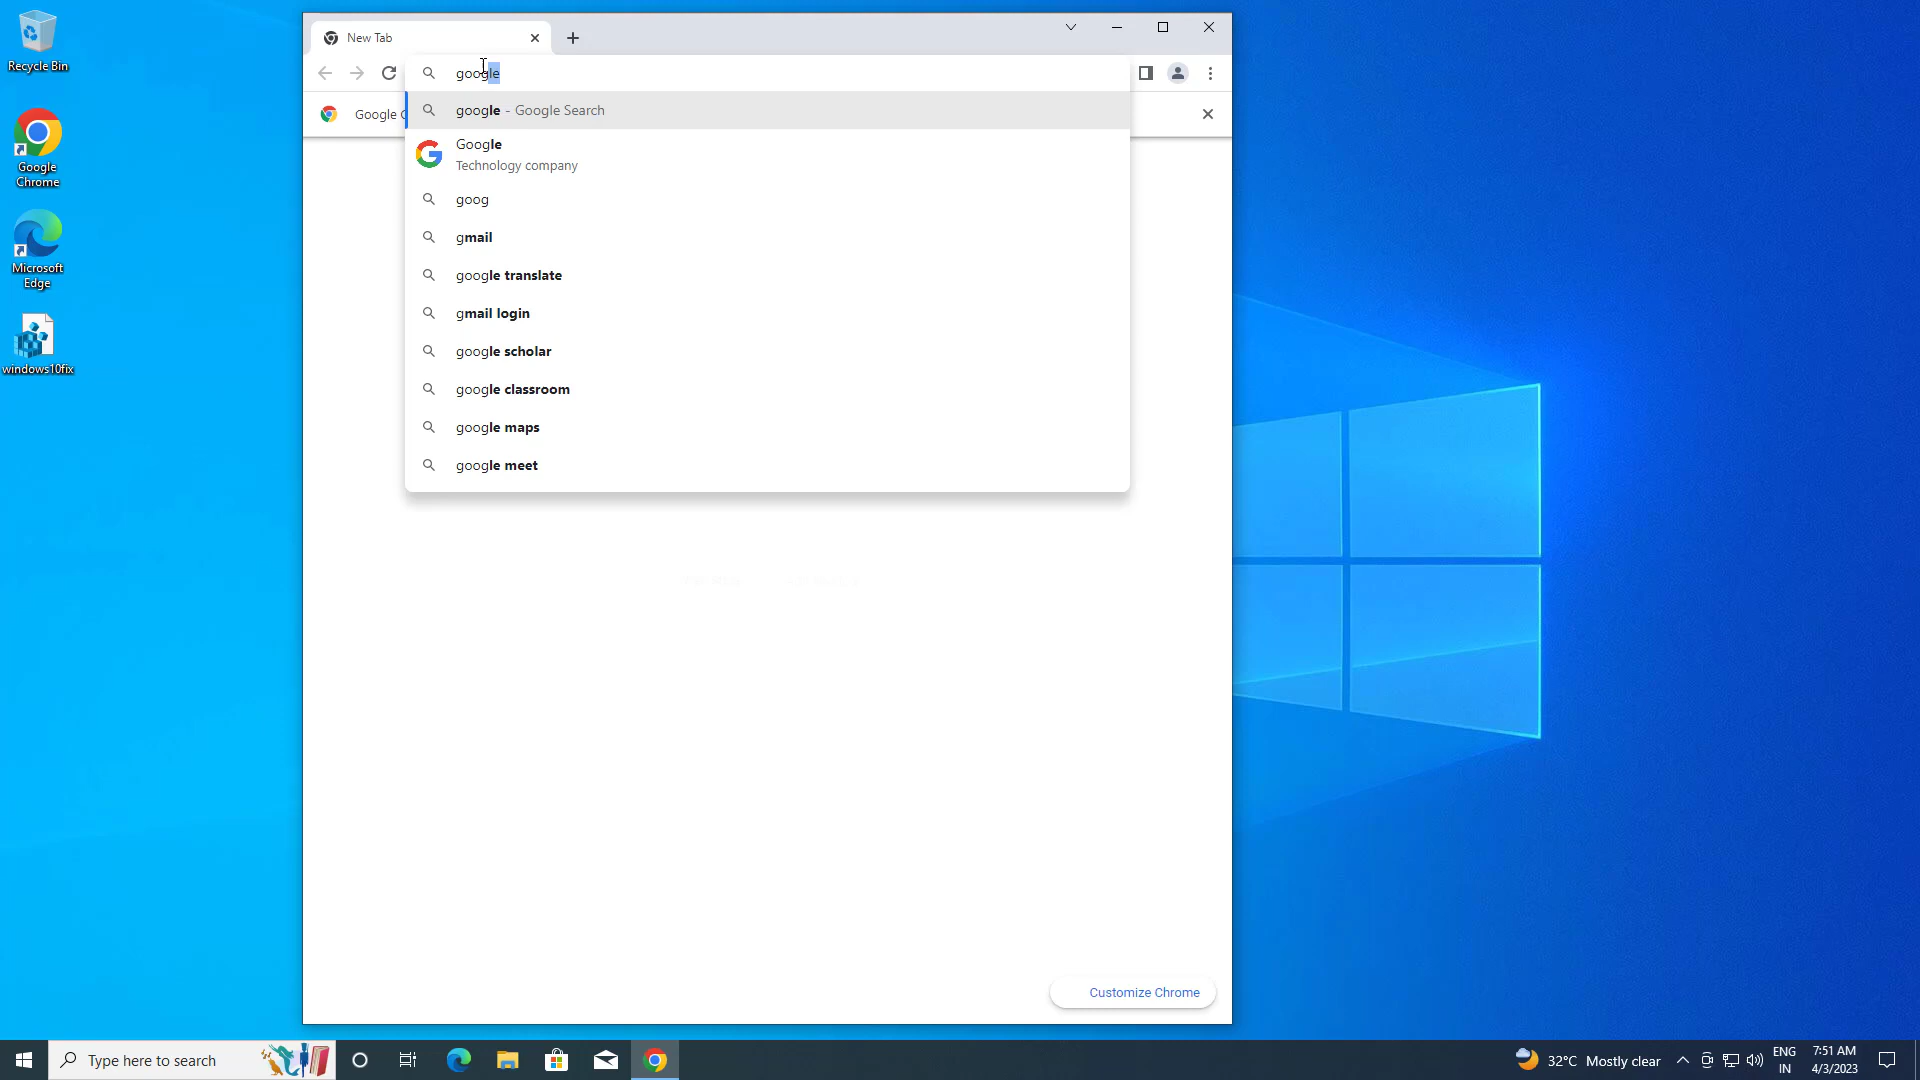 Recycle Bin
Google
Chrome
Microsoft
Edge
windows10fix
New Tab
google
Google C
google - Google Search
Google
Technology company
goog
gmail
google translate
gmail login
google scholar
google classroom
google maps
google meet
Customize Chrome
Type here to search
32°C Mostly clear
ENG
IN
7:51 AM
4/3/2023